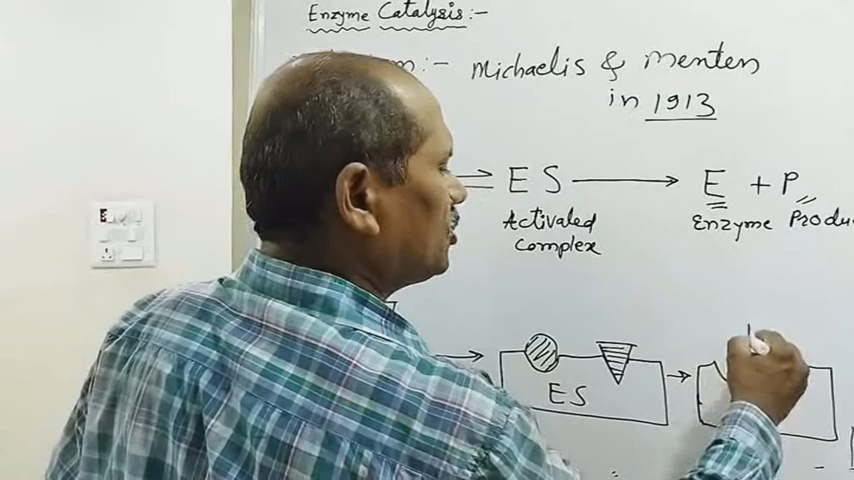 Enzyme Catalysis :-
:- Michaelis & Menten
in 1913
⇌ ES ⟶ E + P
Activated Enzyme
Complex
ES